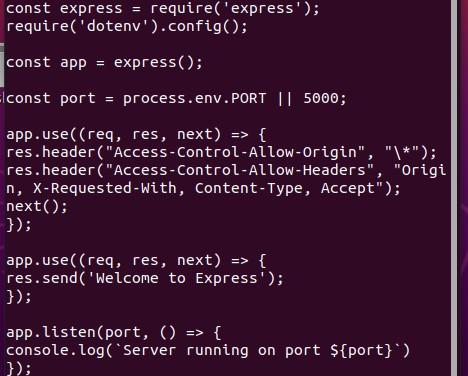 const express = require('express');
require('dotenv').config();
const app = express();
const port = process.env.PORT || 5000;
app.use((req, res, next) => {
res.header("Access-Control-Allow-Origin", "\*");
res.header("Access-Control-Allow-Headers", "Origi
n, X-Requested-With, Content-Type, Accept");
next();
});
app.use((req, res, next) => {
res.send('Welcome to Express');
});
app.listen(port, () => {
console.log(`Server running on port ${port}`)
});